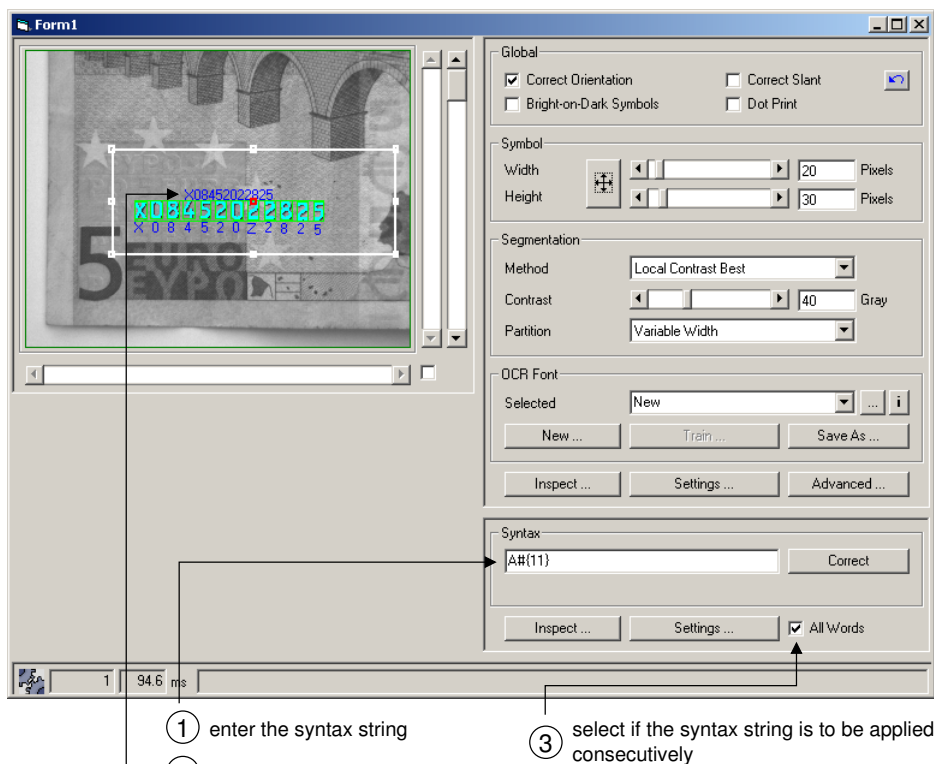 Form1
X08452022825
X08452022825
X 0 8 4 5 2 0 Z 2 8 2 5
5 EURO
EYPO
Global
Correct Orientation
Correct Slant
Bright-on-Dark Symbols
Dot Print
Symbol
Width
20
Pixels
Height
30
Pixels
Segmentation
Method
Local Contrast Best
Contrast
40
Gray
Partition
Variable Width
OCR Font
Selected
New
...
i
New ...
Train ...
Save As ...
Inspect ...
Settings ...
Advanced ...
Syntax
A#{11}
Correct
Inspect ...
Settings ...
All Words
1
94.6 ms
1 enter the syntax string
3 select if the syntax string is to be applied
consecutively